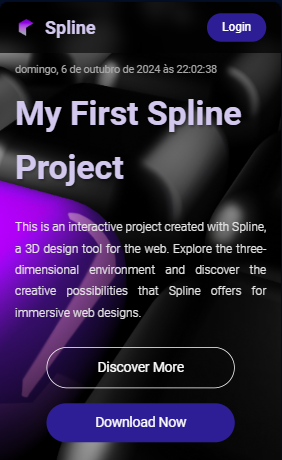 Spline
Login
domingo, 6 de outubro de 2024 às 22:02:38
My First Spline
Project
This is an interactive project created with Spline,
a 3D design tool for the web. Explore the three-
dimensional environment and discover the
creative possibilities that Spline offers for
immersive web designs.
Discover More
Download Now